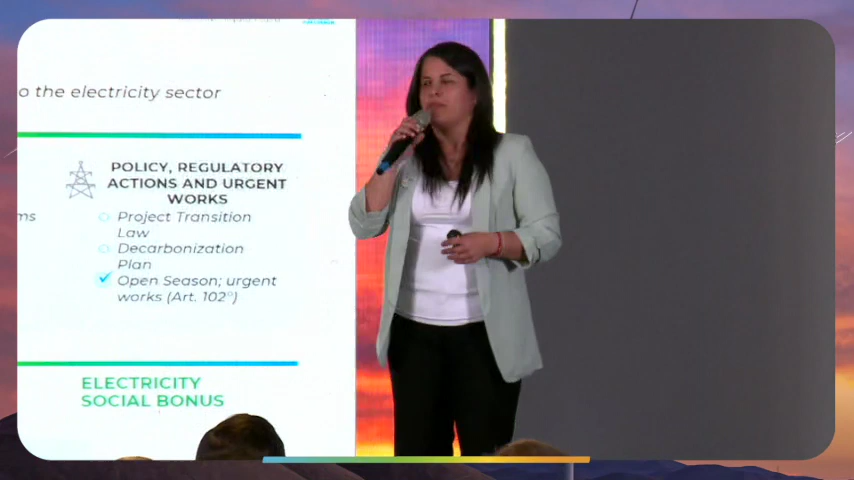 o the electricity sector
POLICY, REGULATORY
ACTIONS AND URGENT
WORKS
ms
Project Transition
Law
Decarbonization
Plan
Open Season; urgent
works (Art. 102°)
ELECTRICITY
SOCIAL BONUS